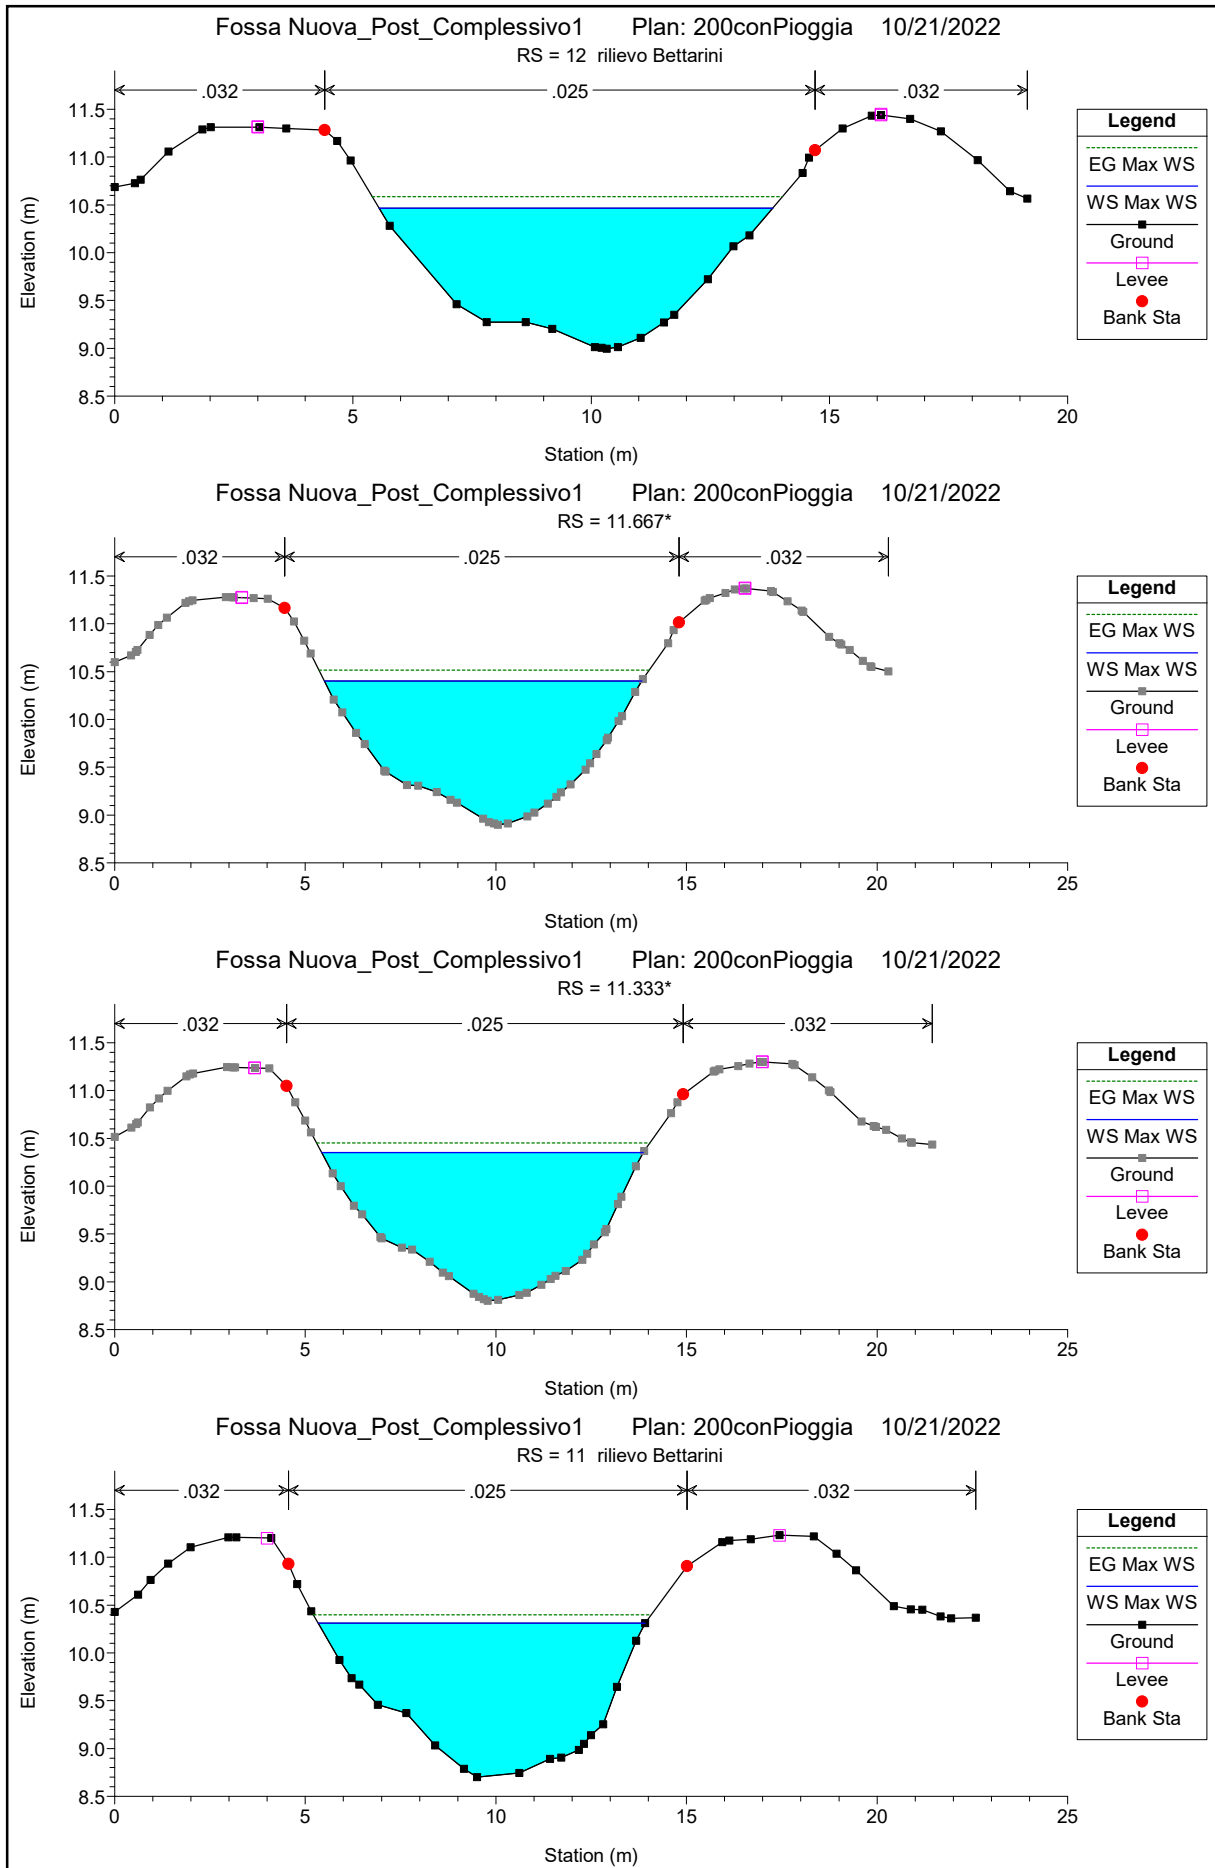 Fossa Nuova_Post_Complessivo1 Plan: 200conPioggia 10/21/2022
RS = 12 rilievo Bettarini
.032 .025 .032
11.5
11.0
10.5
10.0
9.5
9.0
8.5
Elevation (m)
0 5 10 15 20
Station (m)
Legend
EG Max WS
WS Max WS
Ground
Levee
Bank Sta
Fossa Nuova_Post_Complessivo1 Plan: 200conPioggia 10/21/2022
RS = 11.667*
.032 .025 .032
11.5
11.0
10.5
10.0
9.5
9.0
8.5
Elevation (m)
0 5 10 15 20 25
Station (m)
Legend
EG Max WS
WS Max WS
Ground
Levee
Bank Sta
Fossa Nuova_Post_Complessivo1 Plan: 200conPioggia 10/21/2022
RS = 11.333*
.032 .025 .032
11.5
11.0
10.5
10.0
9.5
9.0
8.5
Elevation (m)
0 5 10 15 20 25
Station (m)
Legend
EG Max WS
WS Max WS
Ground
Levee
Bank Sta
Fossa Nuova_Post_Complessivo1 Plan: 200conPioggia 10/21/2022
RS = 11 rilievo Bettarini
.032 .025 .032
11.5
11.0
10.5
10.0
9.5
9.0
8.5
Elevation (m)
0 5 10 15 20 25
Station (m)
Legend
EG Max WS
WS Max WS
Ground
Levee
Bank Sta